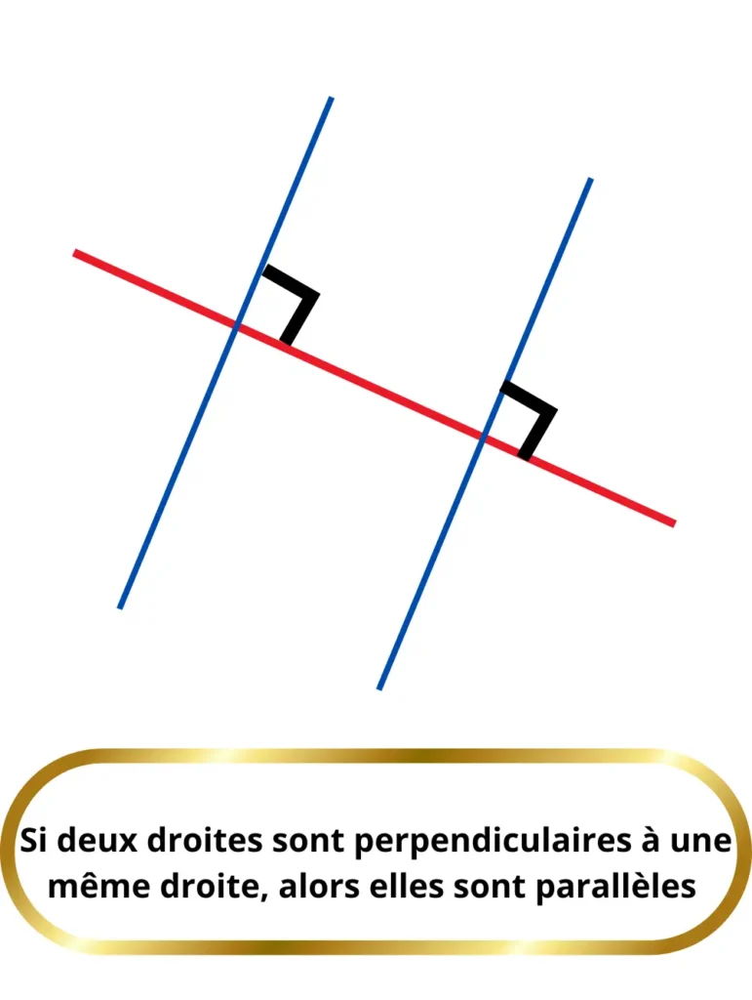 Si deux droites sont perpendiculaires à une
même droite, alors elles sont parallèles